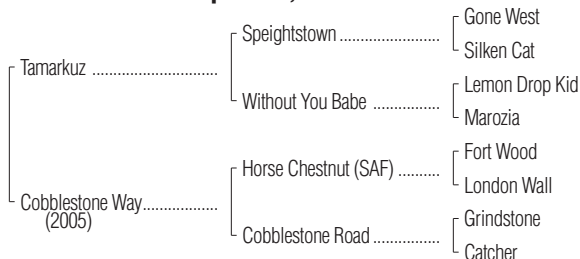 Gone West
Speightstown
Silken Cat
Tamarkuz
Lemon Drop Kid
Without You Babe
Marozia
Fort Wood
Horse Chestnut (SAF)
London Wall
Cobblestone Way
(2005)
Grindstone
Cobblestone Road
Catcher